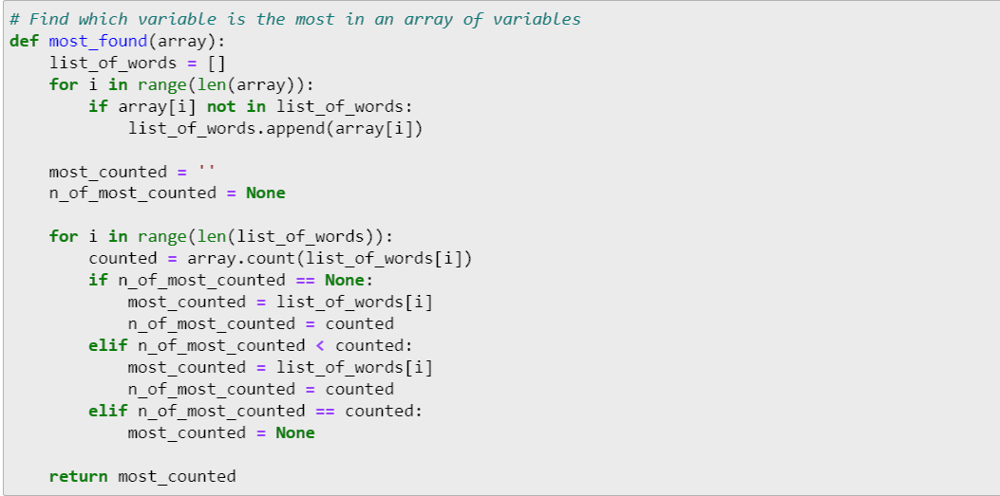 # Find which variable is the most in an array of variables
def most_found(array):
    list_of_words = []
    for i in range(len(array)):
        if array[i] not in list_of_words:
            list_of_words.append(array[i])

    most_counted = ''
    n_of_most_counted = None

    for i in range(len(list_of_words)):
        counted = array.count(list_of_words[i])
        if n_of_most_counted == None:
            most_counted = list_of_words[i]
            n_of_most_counted = counted
        elif n_of_most_counted < counted:
            most_counted = list_of_words[i]
            n_of_most_counted = counted
        elif n_of_most_counted == counted:
            most_counted = None

    return most_counted